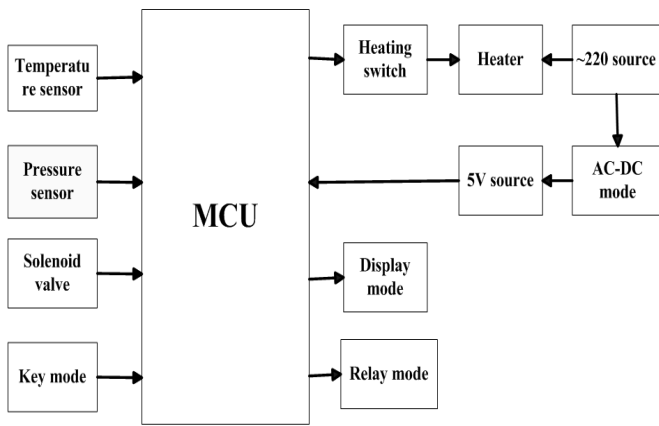 Temperatu
re sensor
Pressure
sensor
Solenoid
valve
Key mode
MCU
Heating
switch
Heater
~220 source
5V source
AC-DC
mode
Display
mode
Relay mode